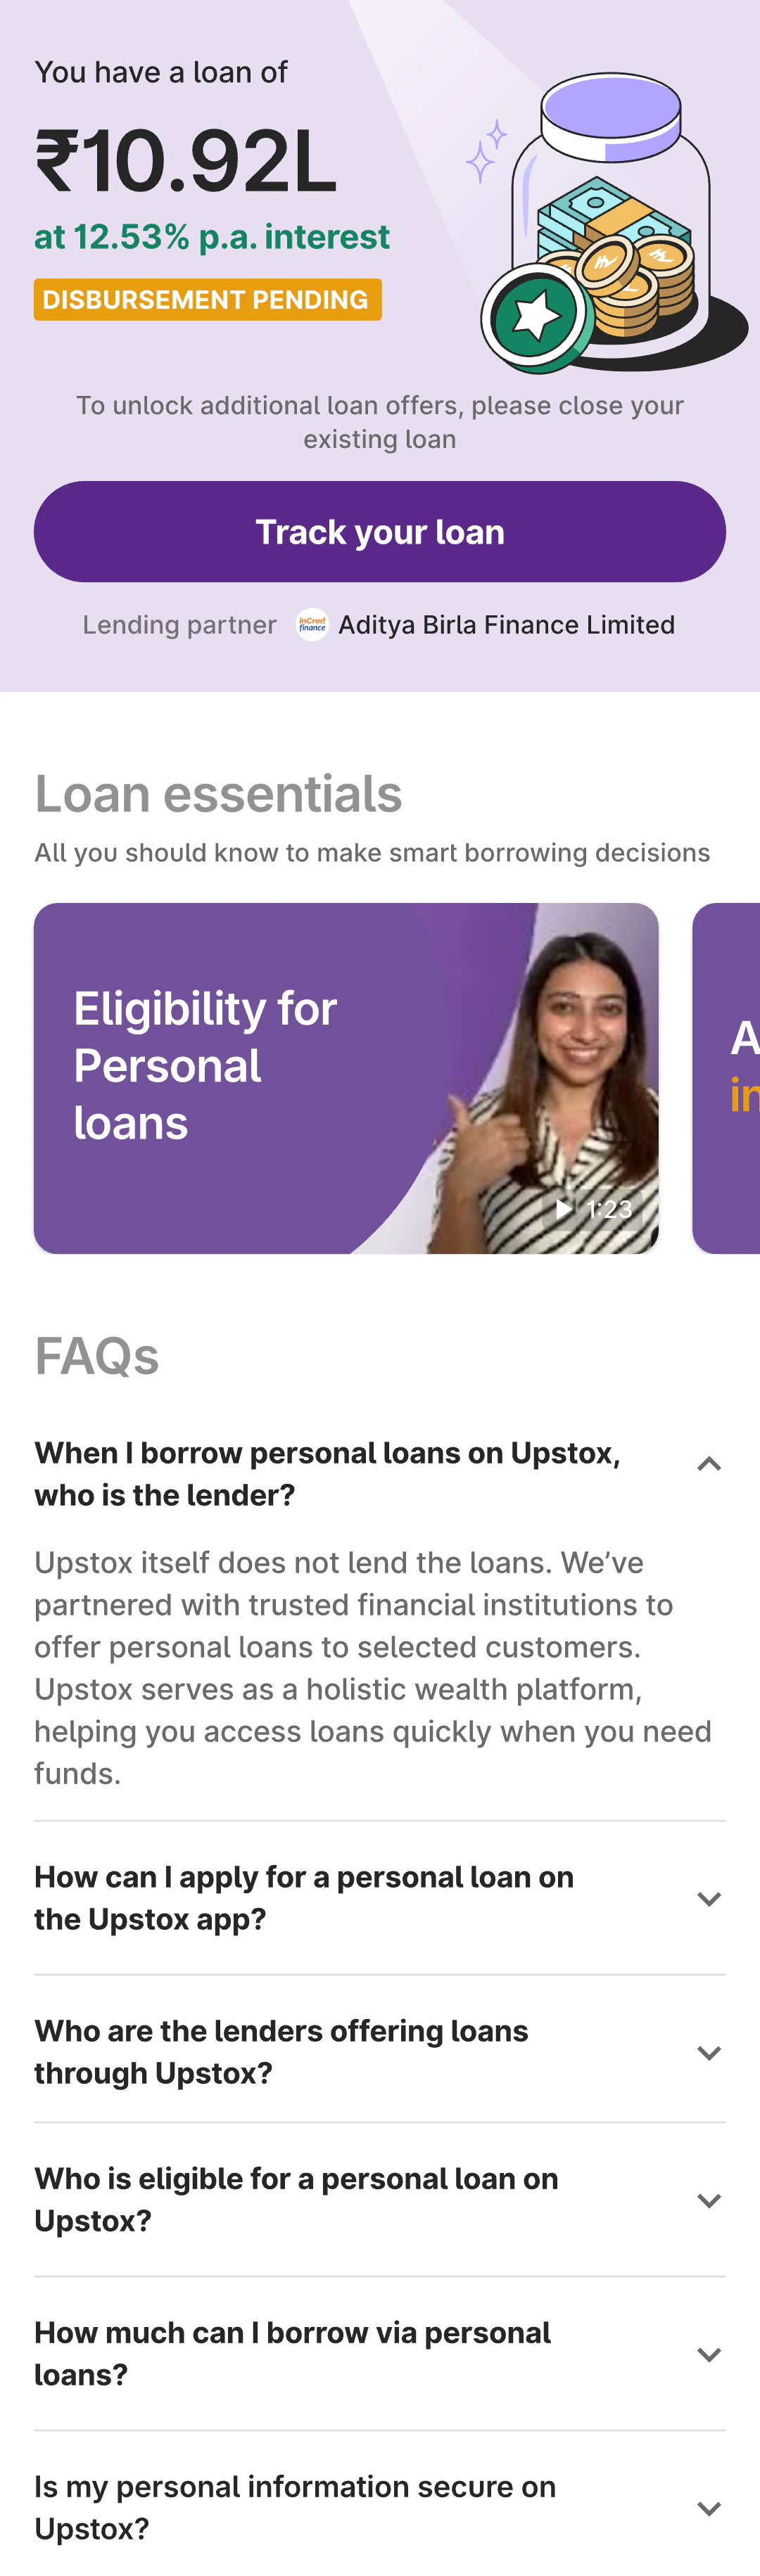 You have a loan of
₹10.92L
at 12.53% p.a. interest
DISBURSEMENT PENDING
To unlock additional loan offers, please close your
existing loan
Track your loan
Lending partner InCred finance Aditya Birla Finance Limited
Loan essentials
All you should know to make smart borrowing decisions
Eligibility for
Personal
loans
1:23
A
in
FAQs
When I borrow personal loans on Upstox,
who is the lender?
Upstox itself does not lend the loans. We’ve
partnered with trusted financial institutions to
offer personal loans to selected customers.
Upstox serves as a holistic wealth platform,
helping you access loans quickly when you need
funds.
How can I apply for a personal loan on
the Upstox app?
Who are the lenders offering loans
through Upstox?
Who is eligible for a personal loan on
Upstox?
How much can I borrow via personal
loans?
Is my personal information secure on
Upstox?